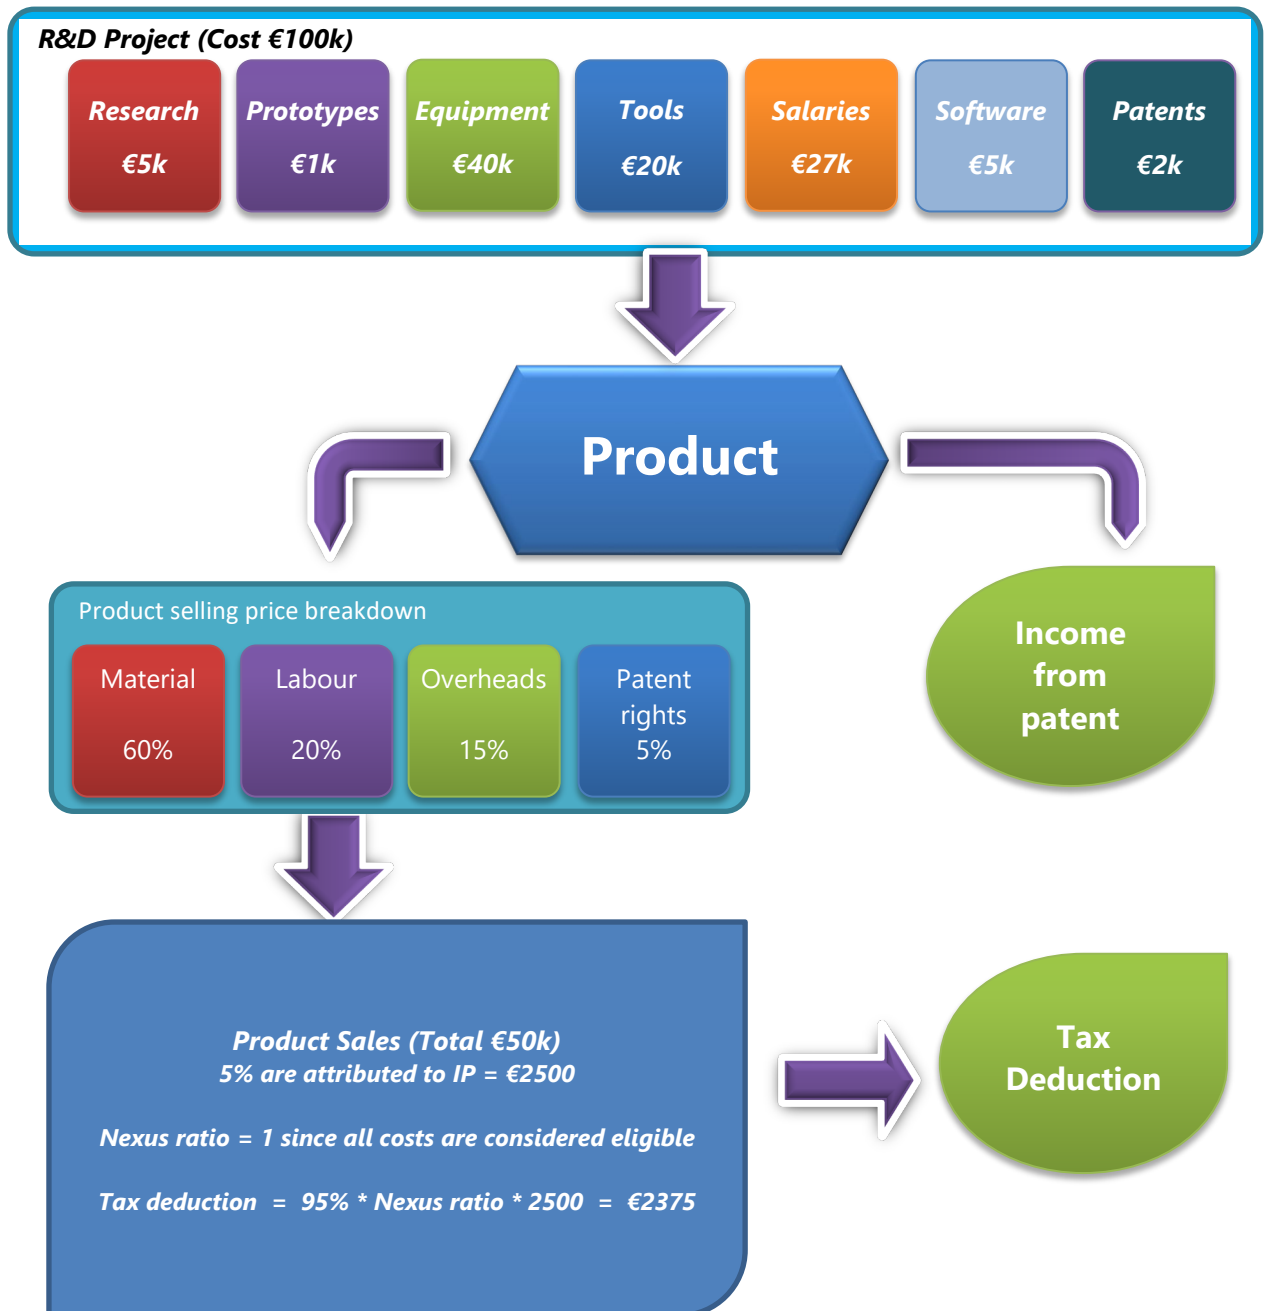 R&D Project (Cost €100k)
Research Prototypes Equipment Tools Salaries Software Patents
€5k €1k €40k €20k €27k €5k €2k
Product
Product selling price breakdown
Material Labour Overheads Patent
rights
60% 20% 15% 5%
Income
from
patent
Product Sales (Total €50k)
5% are attributed to IP = €2500
Nexus ratio = 1 since all costs are considered eligible
Tax deduction = 95% * Nexus ratio * 2500 = €2375
Tax
Deduction